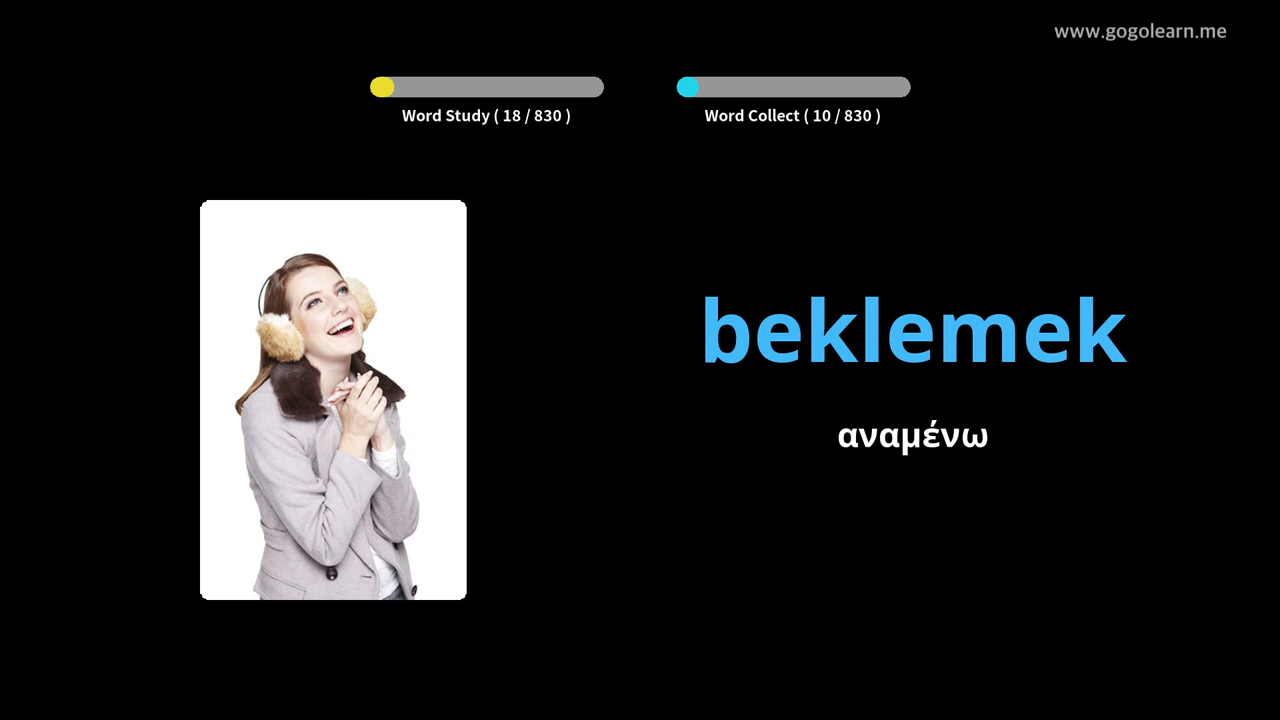 www.gogolearn.me
Word Study ( 18 / 830 )
Word Collect ( 10 / 830 )
beklemek
αναμένω